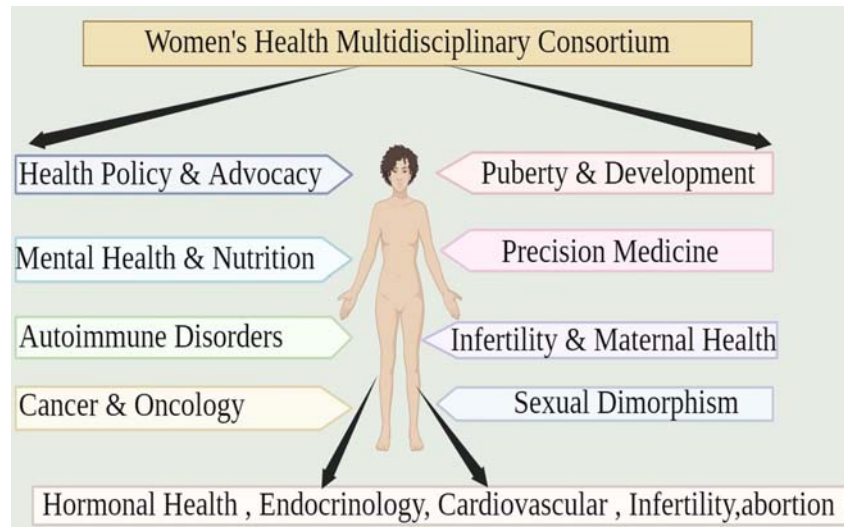 Women's Health Multidisciplinary Consortium
Health Policy & Advocacy
Puberty & Development
Mental Health & Nutrition
Precision Medicine
Autoimmune Disorders
Infertility & Maternal Health
Cancer & Oncology
Sexual Dimorphism
Hormonal Health , Endocrinology, Cardiovascular , Infertility,abortion